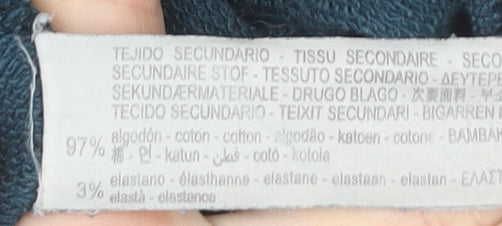 TEJIDO SECUNDARIO - TISSU SECONDAIRE - SECO
SECUNDAIRE STOF - TESSUTO SECONDARIO - ΔΕΥΤΕΡ
SEKUNDÆRMATERIALE - DRUGO BLAGO - 次要面料 - 부
TECIDO SECUNDÁRIO - TEIXIT SECUNDARI - BIGARREN
97% algodón - coton - cotton - algodão - katoen - cotone - BAMBAK
棉 - 면 - katun - قطن - cotó - kotoia
3% elastano - élasthanne - elastane - elastaan - elastan - ΕΛΑΣΤ
elastà - elastanoa